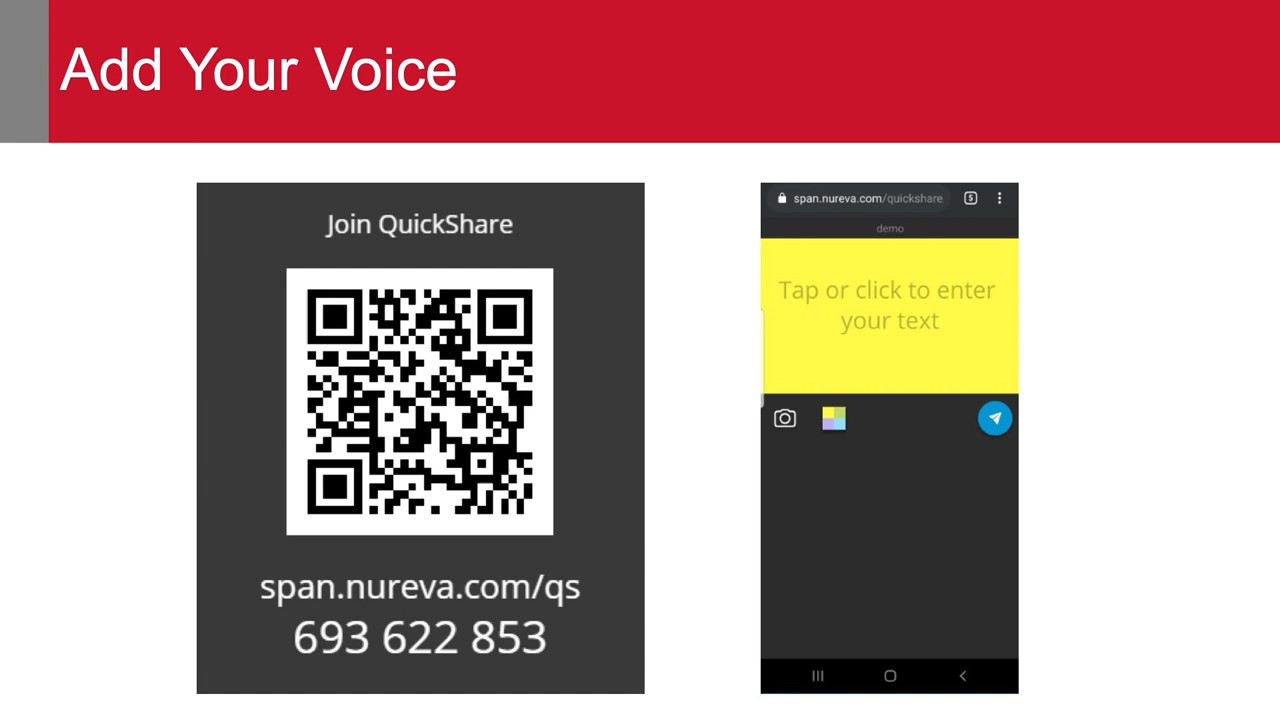 Add Your Voice
Join QuickShare
span.nureva.com/qs
693 622 853
span.nureva.com/quickshare
5
demo
Tap or click to enter
your text